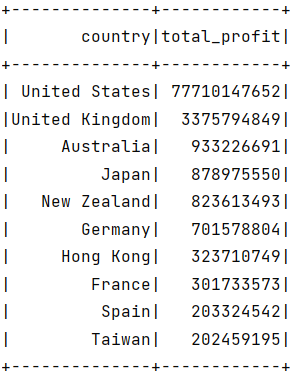 +--------------+------------+
|       country|total_profit|
+--------------+------------+
| United States| 77710147652|
|United Kingdom|  3375794849|
|     Australia|   933226691|
|         Japan|   878975550|
|   New Zealand|   823613493|
|       Germany|   701578804|
|     Hong Kong|   323710749|
|        France|   301733573|
|         Spain|   203324542|
|        Taiwan|   202459195|
+--------------+------------+